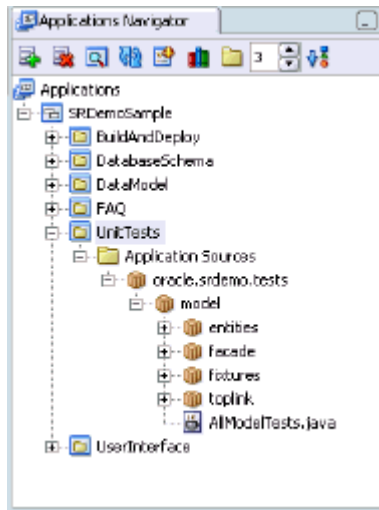 Applications Navigator
3
Applications
SRDemoSample
BuildAndDeploy
DatabaseSchema
DataModel
FAQ
UnitTests
Application Sources
oracle.srdemo.tests
model
entities
facade
fixtures
toplink
AllModelTests.java
UserInterface